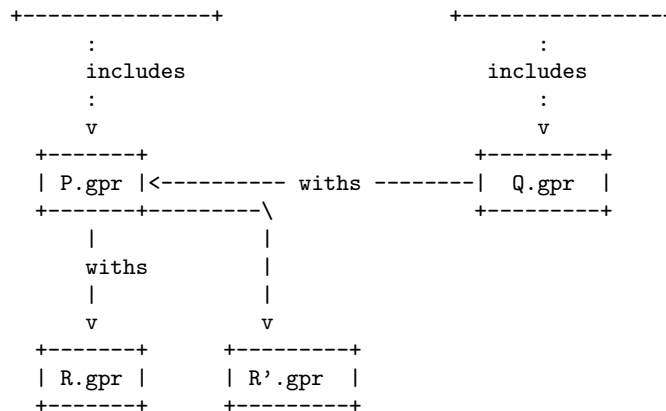 +----------------+                  +-----------------
      :                                    :
      includes                         includes
      :                                    :
      v                                    v
  +-------+                           +---------+
  | P.gpr |<---------- withs --------|  Q.gpr  |
  +-------+---------\                 +---------+
      |             |
      withs         |
      |             |
      v             v
  +-------+      +---------+
  | R.gpr |      | R'.gpr  |
  +-------+      +---------+